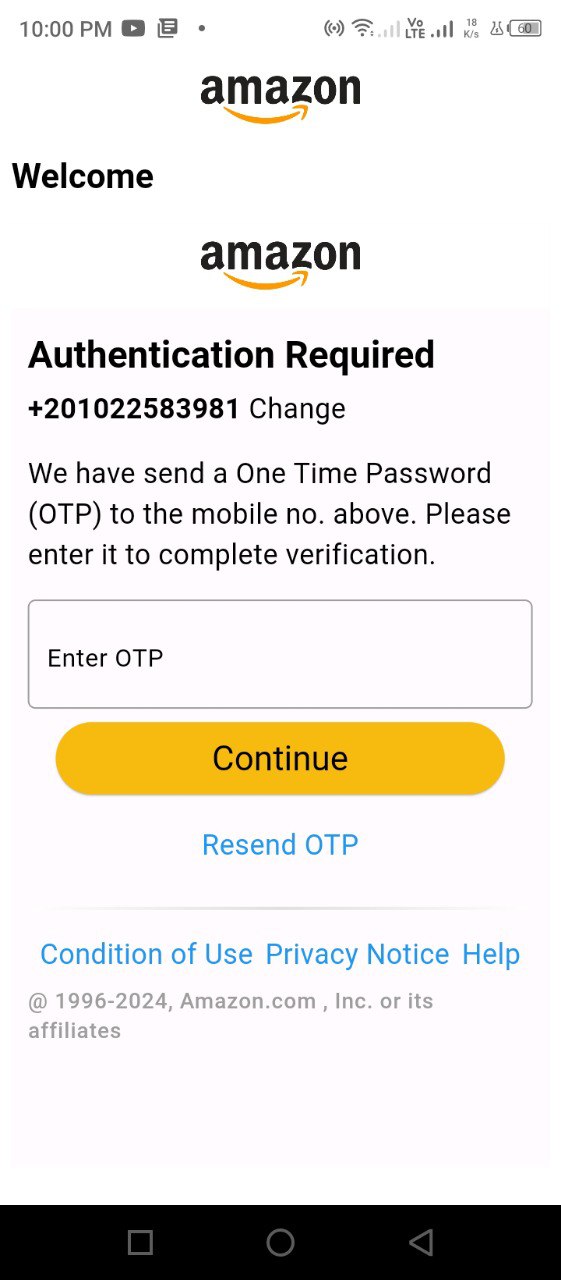 10:00 PM
Vo
LTE
18
K/s
60
amazon
Welcome
amazon
Authentication Required
+201022583981 Change
We have send a One Time Password
(OTP) to the mobile no. above. Please
enter it to complete verification.
Enter OTP
Continue
Resend OTP
Condition of Use Privacy Notice Help
@ 1996-2024, Amazon.com , Inc. or its
affiliates